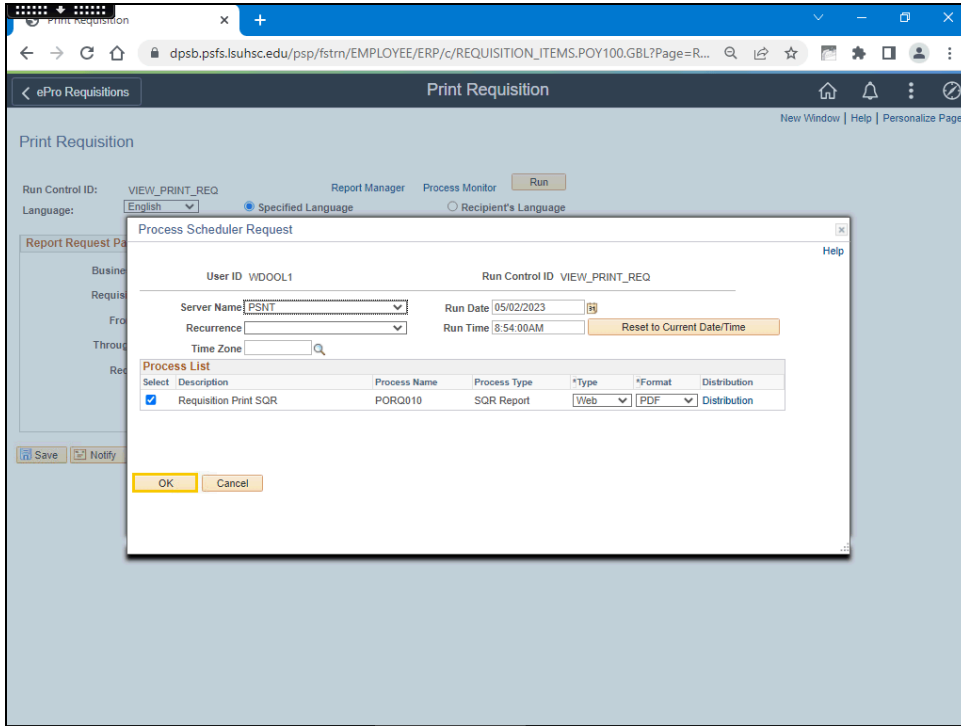 Print Requisition
dpsb.psfs.lsuhsc.edu/psp/fstrn/EMPLOYEE/ERP/c/REQUISITION_ITEMS.POY100.GBL?Page=R...
ePro Requisitions
Print Requisition
New Window | Help | Personalize Page
Print Requisition
Run Control ID: VIEW_PRINT_REQ Report Manager Process Monitor Run
Language: English Specified Language Recipient's Language
Process Scheduler Request
Report Request Pa
Help
Busine
User ID WDOOL1 Run Control ID VIEW_PRINT_REQ
Requis
Server Name PSNT Run Date 05/02/2023
Fro
Recurrence Run Time 8:54:00AM Reset to Current Date/Time
Throug
Time Zone
Process List
Rec
Select Description Process Name Process Type *Type *Format Distribution
Requisition Print SQR PORQ010 SQR Report Web PDF Distribution
Save Notify
OK Cancel